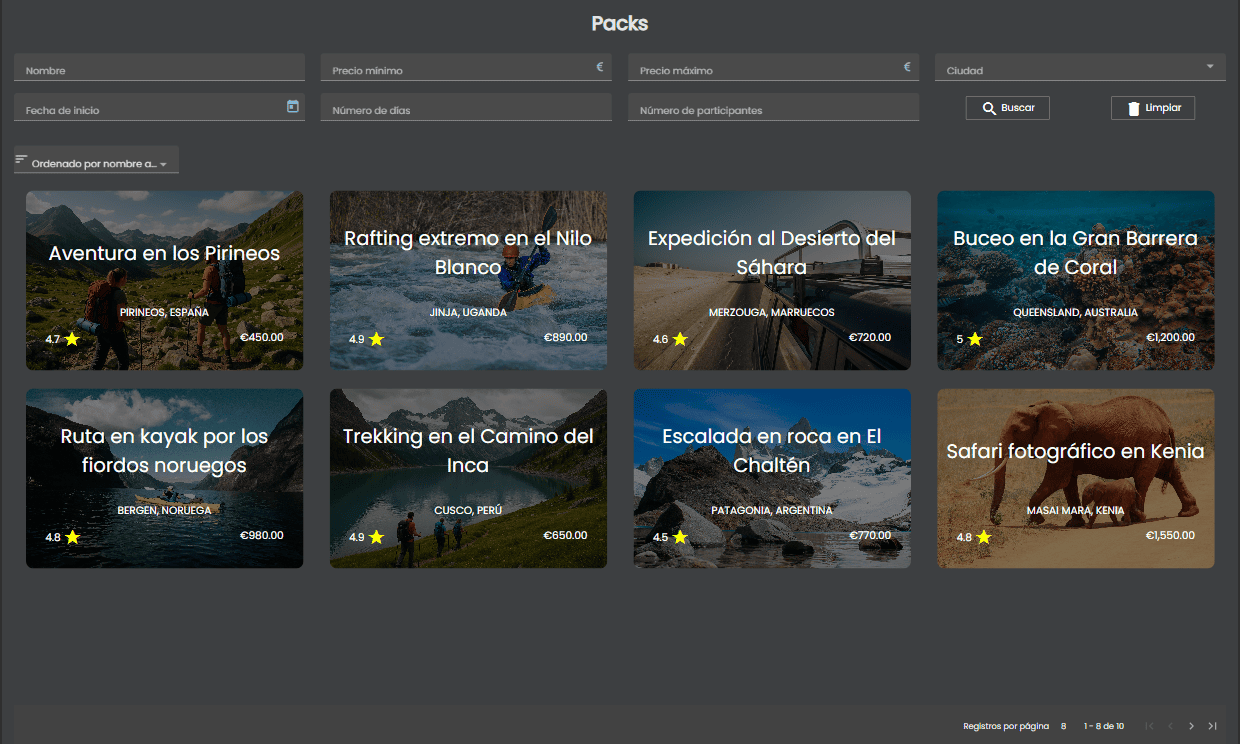 Packs
Nombre
Precio mínimo
€
Precio máximo
€
Ciudad
Fecha de inicio
Número de días
Número de participantes
Buscar
Limpiar
Ordenado por nombre a...
Aventura en los Pirineos
PIRINEOS, ESPAÑA
4.7
€450.00
Rafting extremo en el Nilo
Blanco
JINJA, UGANDA
4.9
€890.00
Expedición al Desierto del
Sáhara
MERZOUGA, MARRUECOS
4.6
€720.00
Buceo en la Gran Barrera
de Coral
QUEENSLAND, AUSTRALIA
5
€1,200.00
Ruta en kayak por los
fiordos noruegos
BERGEN, NORUEGA
4.8
€980.00
Trekking en el Camino del
Inca
CUSCO, PERÚ
4.9
€650.00
Escalada en roca en El
Chaltén
PATAGONIA, ARGENTINA
4.5
€770.00
Safari fotográfico en Kenia
MASAI MARA, KENIA
4.8
€1,550.00
Registros por página 8 1 - 8 de 10